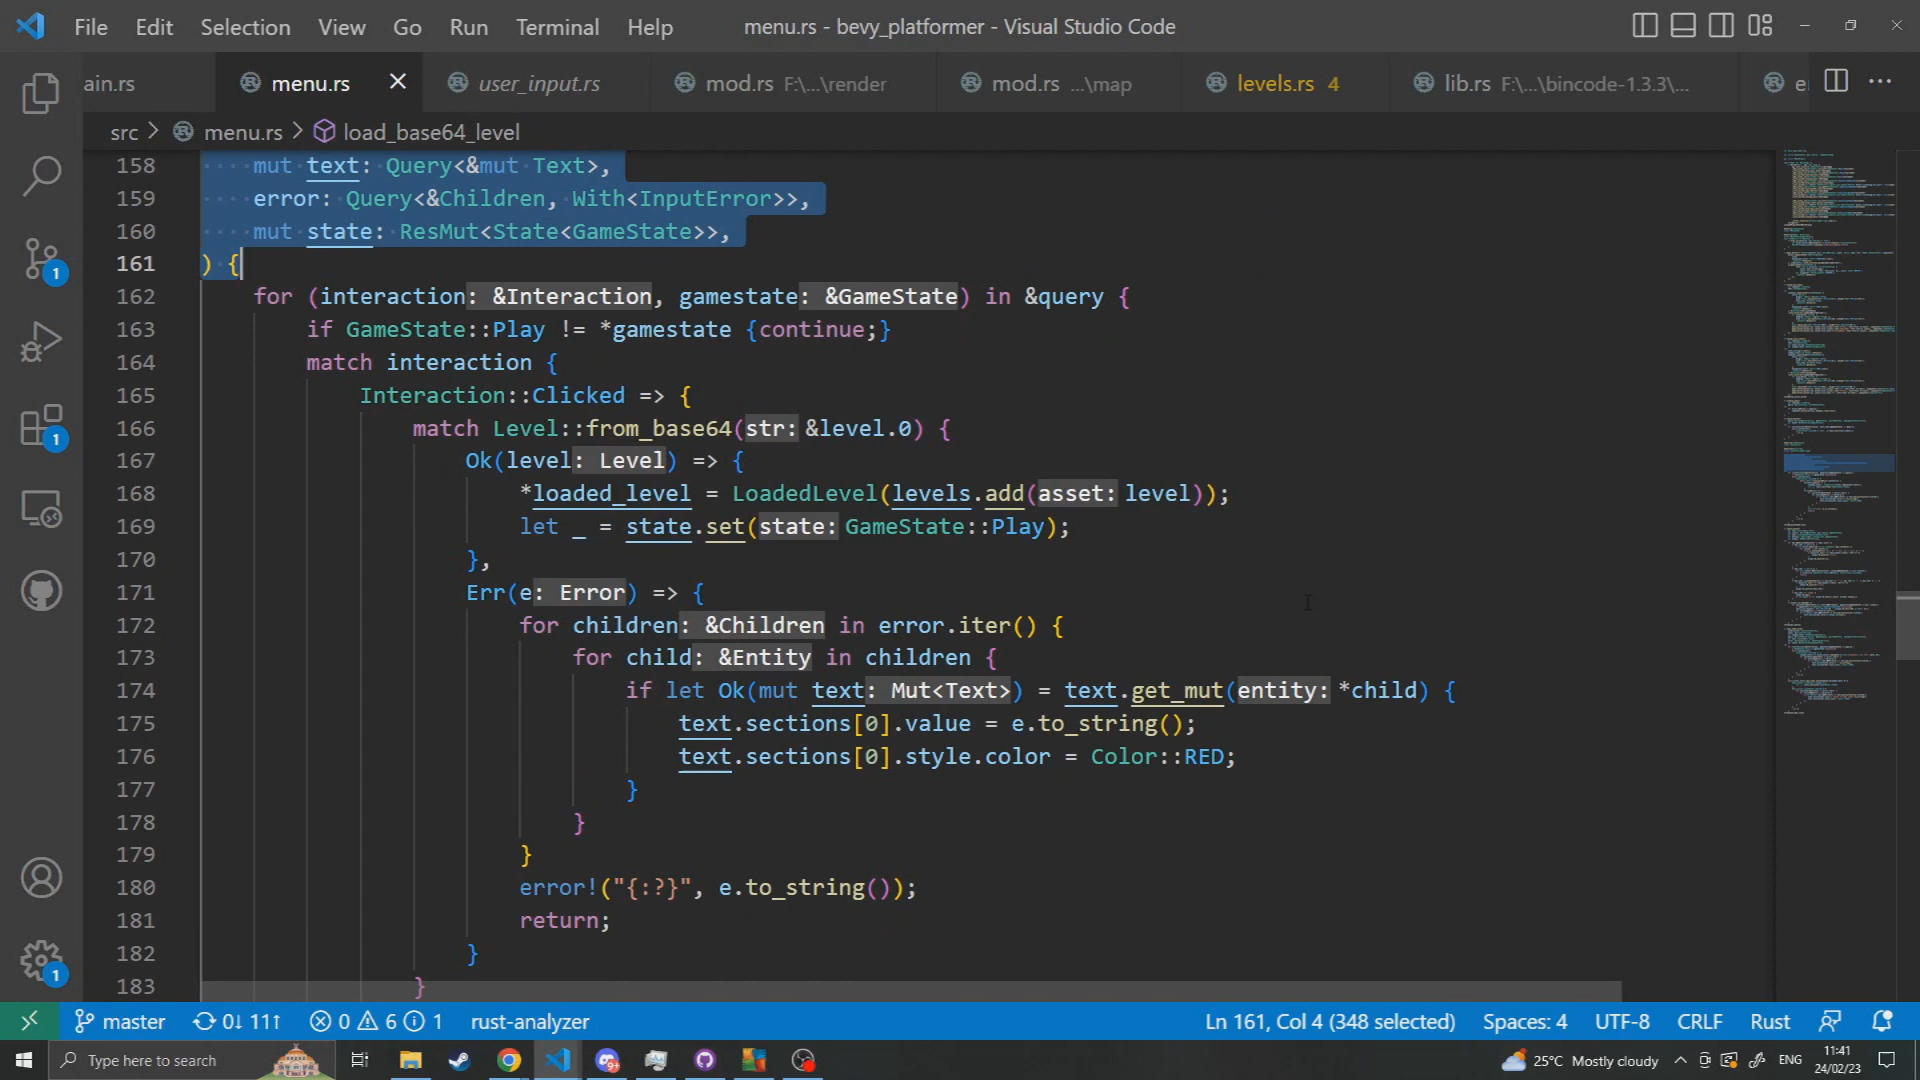 File Edit Selection View Go Run Terminal Help menu.rs - bevy_platformer - Visual Studio Code
ain.rs menu.rs user_input.rs mod.rs F:\...\render mod.rs ...\map levels.rs 4 lib.rs F:\...\bincode-1.3.3\...
src > menu.rs > load_base64_level
158 mut text: Query<&mut Text>,
159 error: Query<&Children, With<InputError>>,
160 mut state: ResMut<State<GameState>>,
161 ) {
162 for (interaction: &Interaction, gamestate: &GameState) in &query {
163 if GameState::Play != *gamestate {continue;}
164 match interaction {
165 Interaction::Clicked => {
166 match Level::from_base64(str: &level.0) {
167 Ok(level: Level) => {
168 *loaded_level = LoadedLevel(levels.add(asset: level));
169 let _ = state.set(state: GameState::Play);
170 },
171 Err(e: Error) => {
172 for children: &Children in error.iter() {
173 for child: &Entity in children {
174 if let Ok(mut text: Mut<Text>) = text.get_mut(entity: *child) {
175 text.sections[0].value = e.to_string();
176 text.sections[0].style.color = Color::RED;
177 }
178 }
179 }
180 error!("{:?}", e.to_string());
181 return;
182 }
183 }
1
1
1
master 0↓ 11↑ 0 6 1 rust-analyzer Ln 161, Col 4 (348 selected) Spaces: 4 UTF-8 CRLF Rust
Type here to search 9+ 25°C Mostly cloudy ENG 11:41
24/02/23